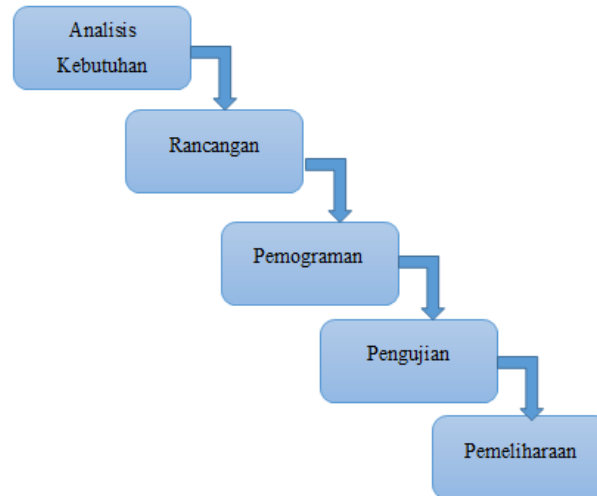 Analisis
Kebutuhan
Rancangan
Pemograman
Pengujian
Pemeliharaan